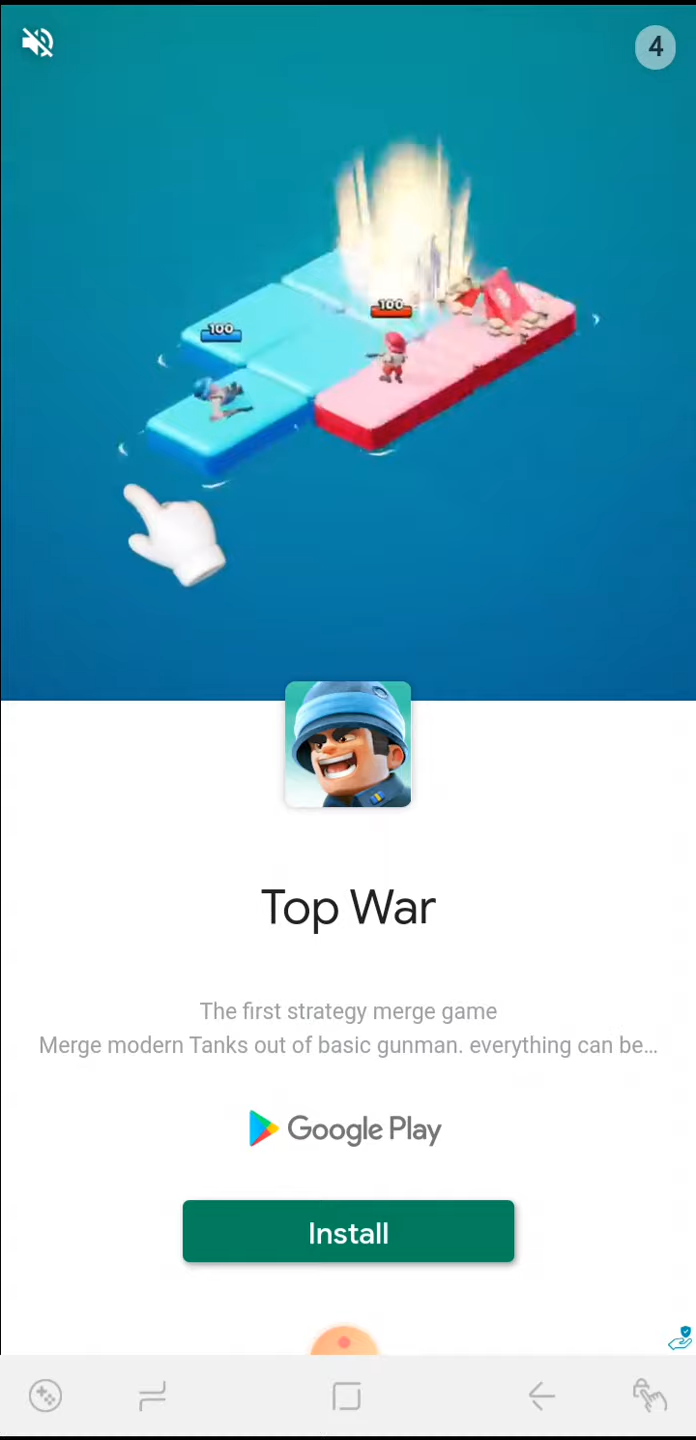 4
100
100
Top War
The first strategy merge game
Merge modern Tanks out of basic gunman. everything can be...
Google Play
Install